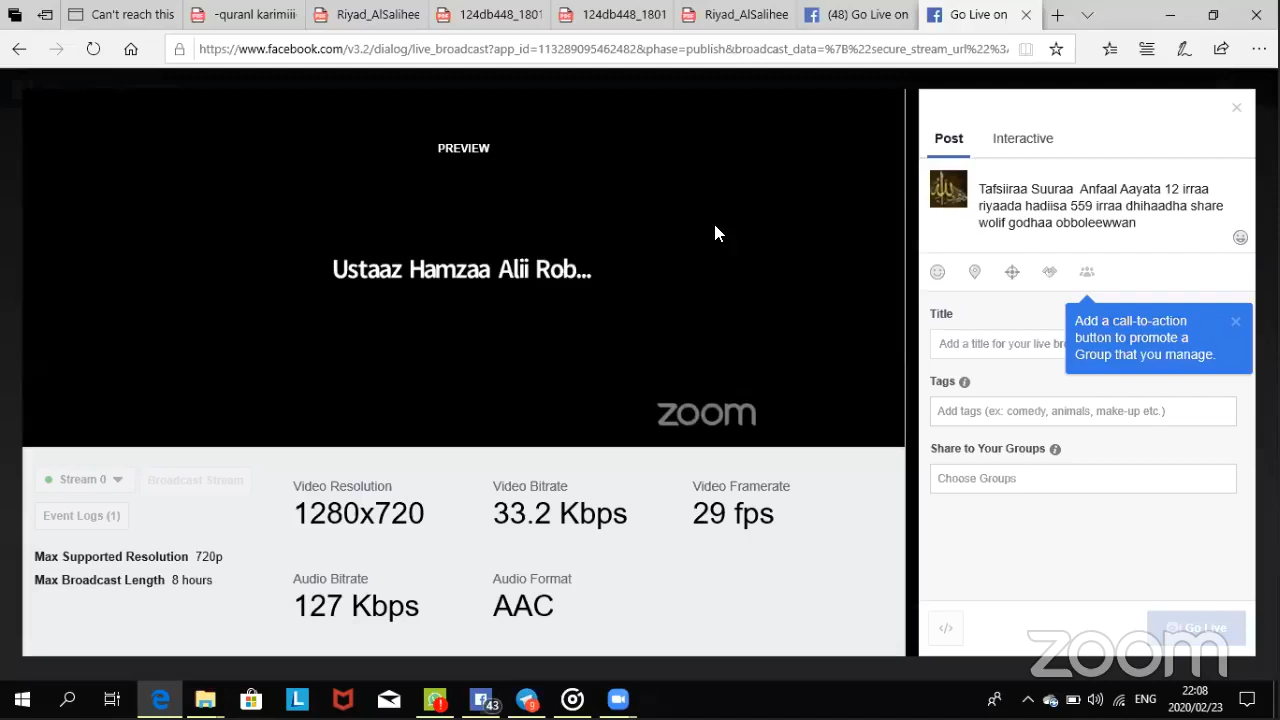 Can't reach this
-quranl karimiii
Riyad_AlSalihee
124db448_1801
124db448_1801
Riyad_AlSalihee
(48) Go Live on
Go Live on
https://www.facebook.com/v3.2/dialog/live_broadcast?app_id=113289095462482&phase=publish&broadcast_data=%7B%22secure_stream_url%22%3A
PREVIEW
Ustaaz Hamzaa Alii Rob...
zoom
Stream 0
Broadcast Stream
Event Logs (1)
Max Supported Resolution 720p
Max Broadcast Length 8 hours
Video Resolution
1280x720
Video Bitrate
33.2 Kbps
Video Framerate
29 fps
Audio Bitrate
127 Kbps
Audio Format
AAC
Post Interactive
Tafsiiraa Suuraa Anfaal Aayata 12 irraa
riyaada hadiisa 559 irraa dhihaadha share
wolif godhaa obboleewwan
Title
Add a title for your live bro
Add a call-to-action
button to promote a
Group that you manage.
Tags
Add tags (ex: comedy, animals, make-up etc.)
Share to Your Groups
Choose Groups
</>
Go Live
zoom
L
43
9
ENG
22:08
2020/02/23